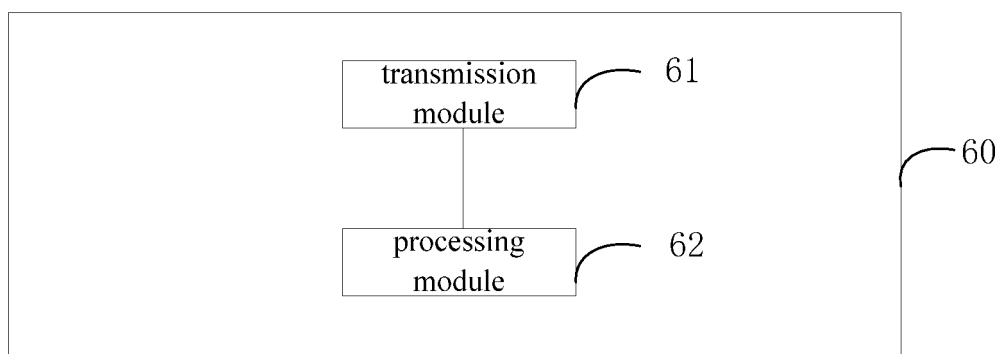 transmission
module
61
60
processing
module
62